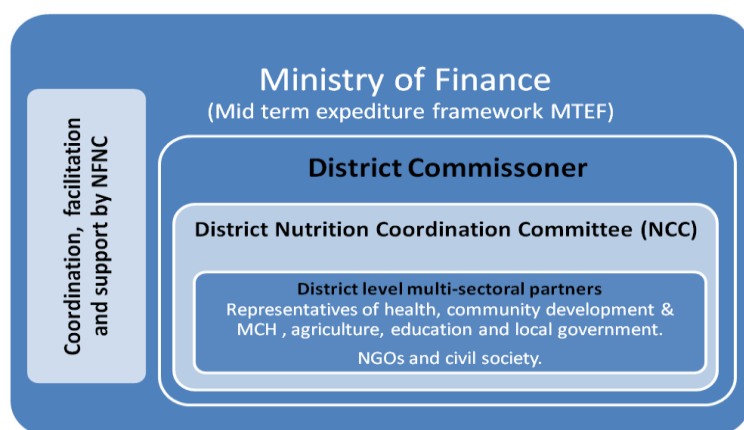 Ministry of Finance
(Mid term expediture framework MTEF)
Coordination, facilitation
and support by NFNC
District Commissoner
District Nutrition Coordination Committee (NCC)
District level multi-sectoral partners
Representatives of health, community development &
MCH , agriculture, education and local government.
NGOs and civil society.